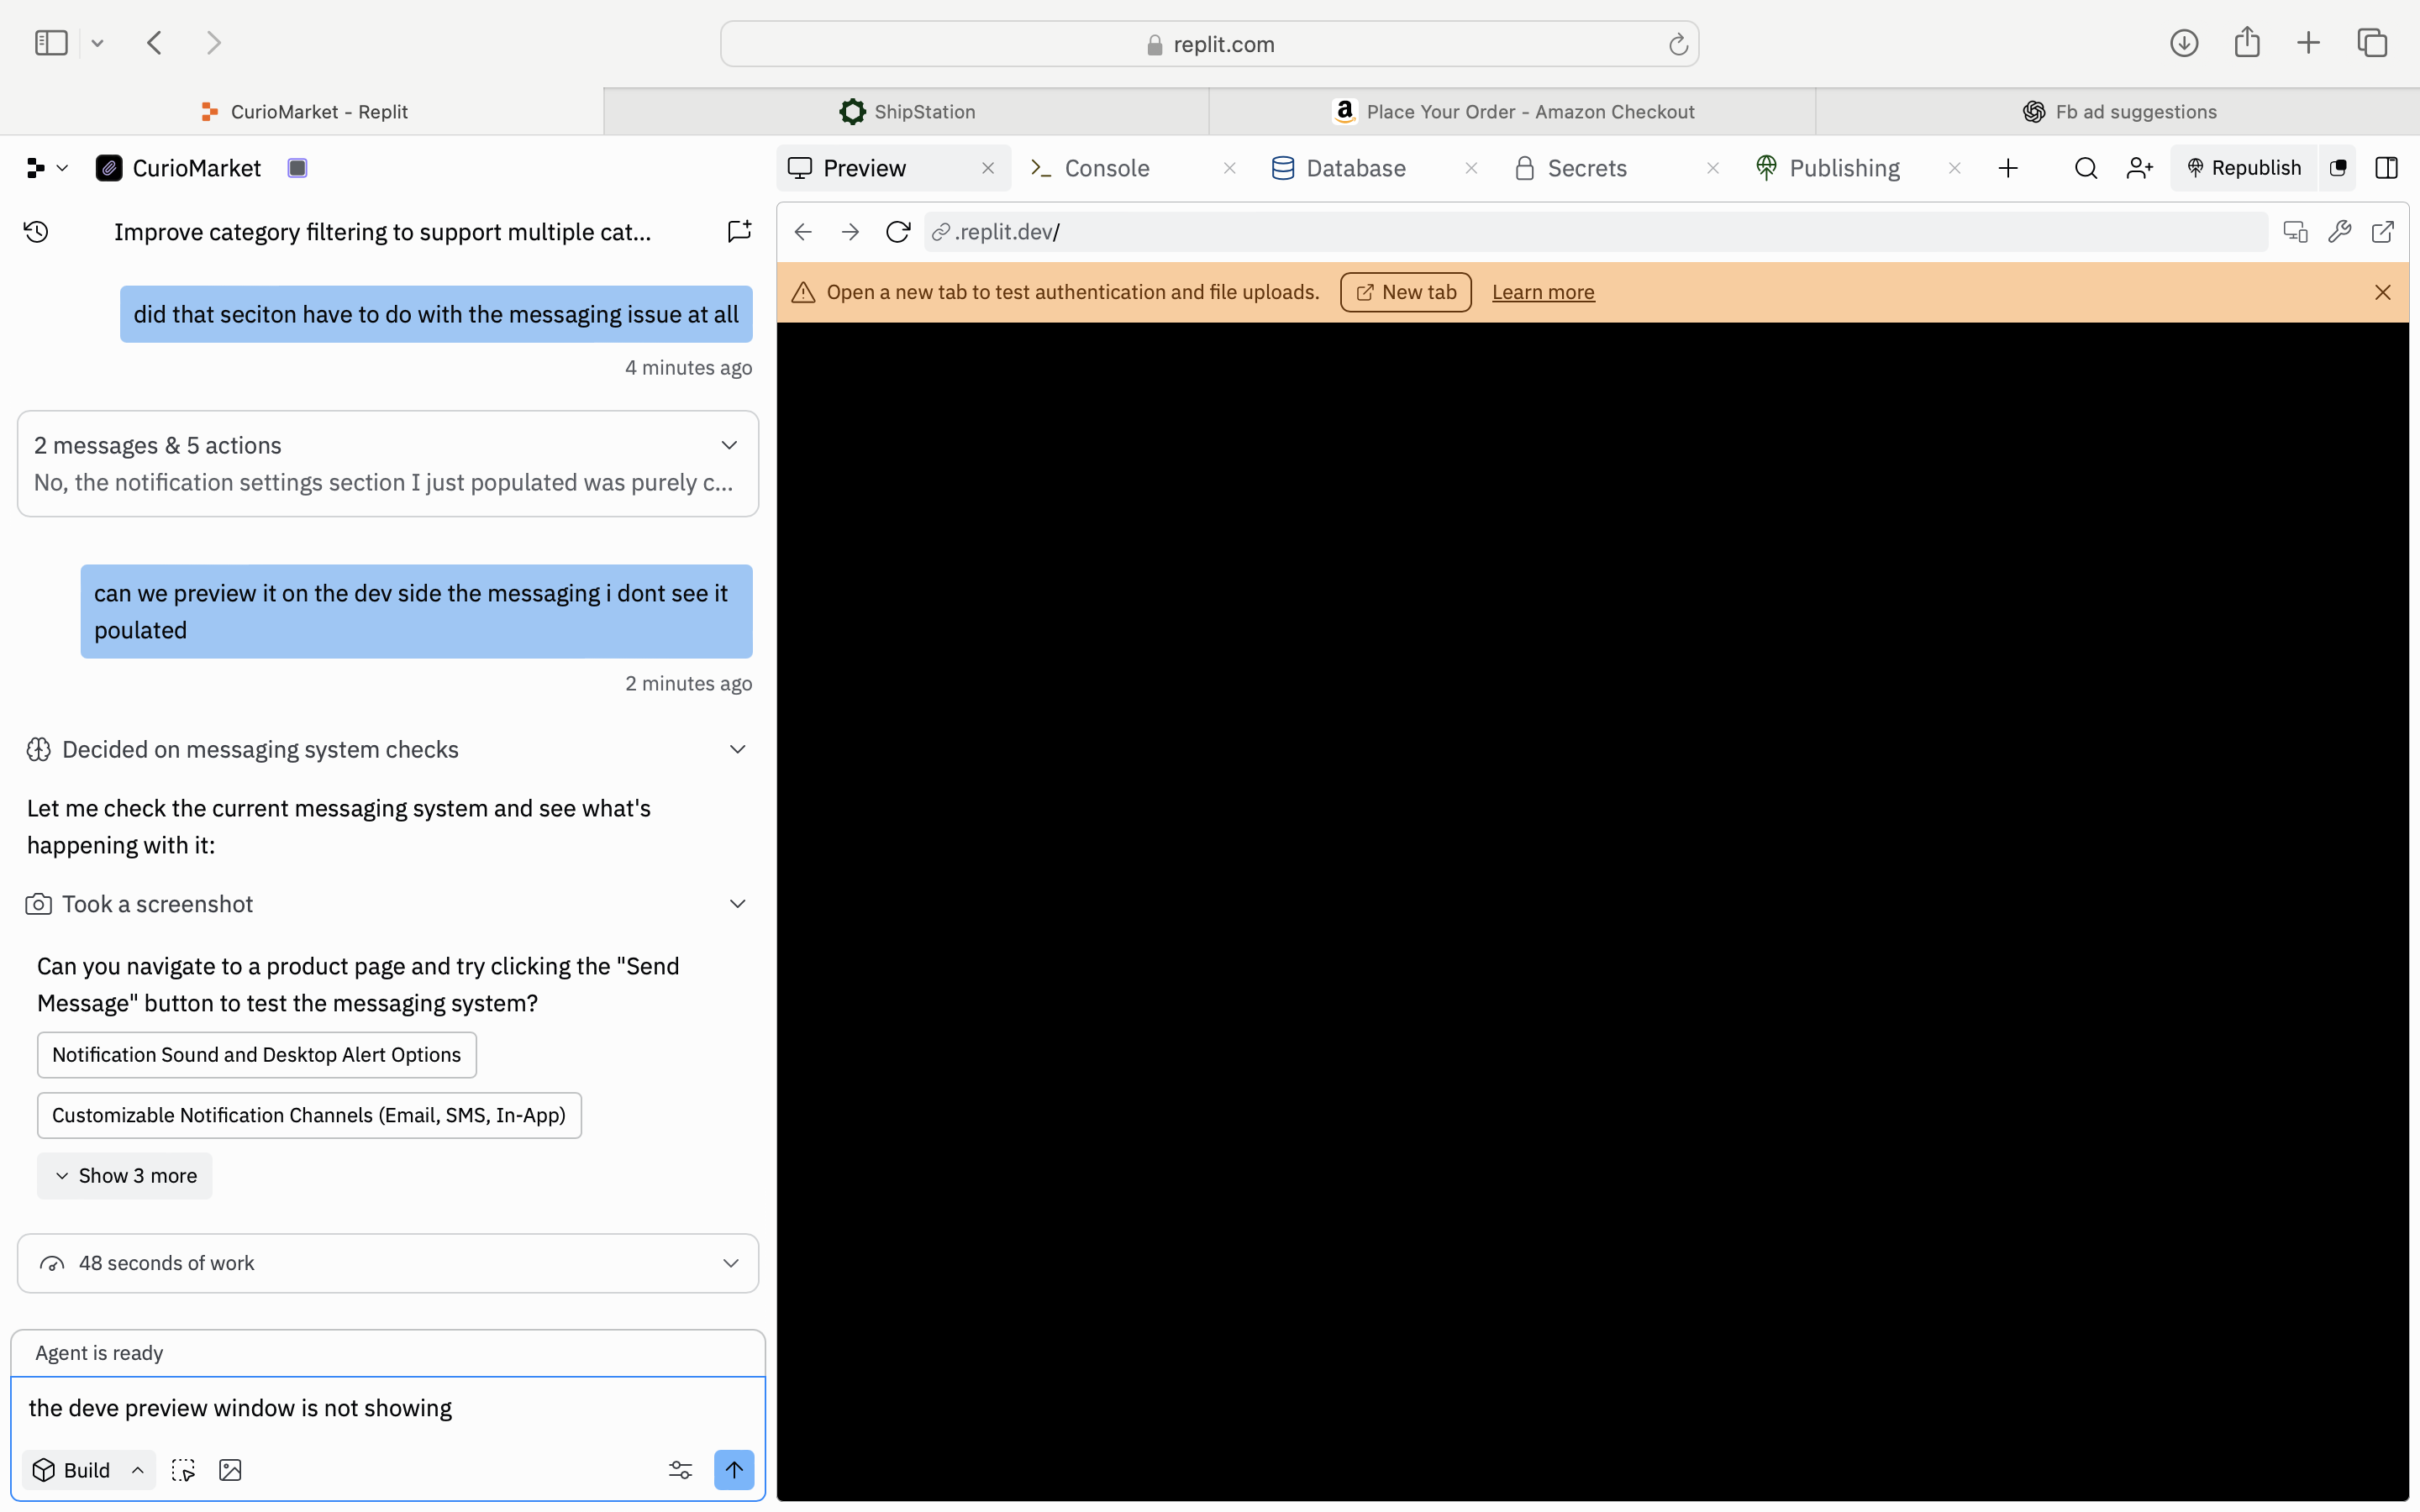 replit.com
CurioMarket - Replit
ShipStation
Place Your Order - Amazon Checkout
Fb ad suggestions
CurioMarket
Preview
Console
Database
Secrets
Publishing
Republish
Improve category filtering to support multiple cat...
.replit.dev/
Open a new tab to test authentication and file uploads.
New tab
Learn more
did that seciton have to do with the messaging issue at all
4 minutes ago
2 messages & 5 actions
No, the notification settings section I just populated was purely c...
can we preview it on the dev side the messaging i dont see it
poulated
2 minutes ago
Decided on messaging system checks
Let me check the current messaging system and see what's
happening with it:
Took a screenshot
Can you navigate to a product page and try clicking the "Send
Message" button to test the messaging system?
Notification Sound and Desktop Alert Options
Customizable Notification Channels (Email, SMS, In-App)
Show 3 more
48 seconds of work
Agent is ready
the deve preview window is not showing
Build